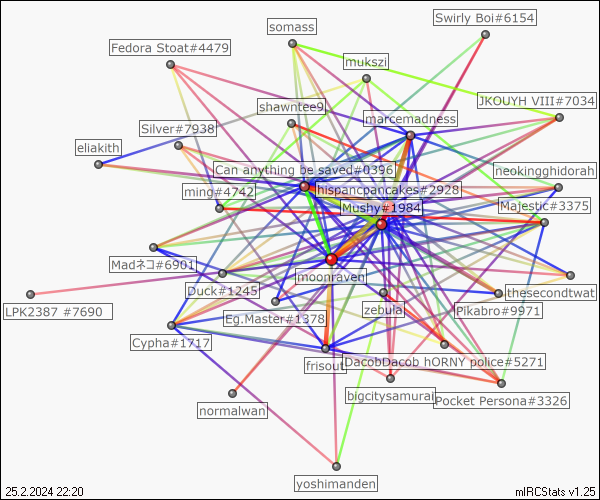 Swirly Boi#6154
somass
Fedora Stoat#4479
mukszi
JKOUYH VIII#7034
shawntee9
marcemadness
Silver#7938
eliakith
Can anything be saved#0396
neokingghidorah
ming#4742
hispancpancakes#2928
Majestic#3375
Mushy#1984
Madネコ#6901
jmoonraven
Duck#1245
thesecondtwat
LPK2387 #7690
Eg.Master#1378
zebulaj
Pikabro#9971
Cypha#1717
frisout
DacobDacob hORNY police#5271
bigcitysamurai
Pocket Persona#3326
normalwan
yoshimanden
25.2.2024 22:20
mIRCStats v1.25